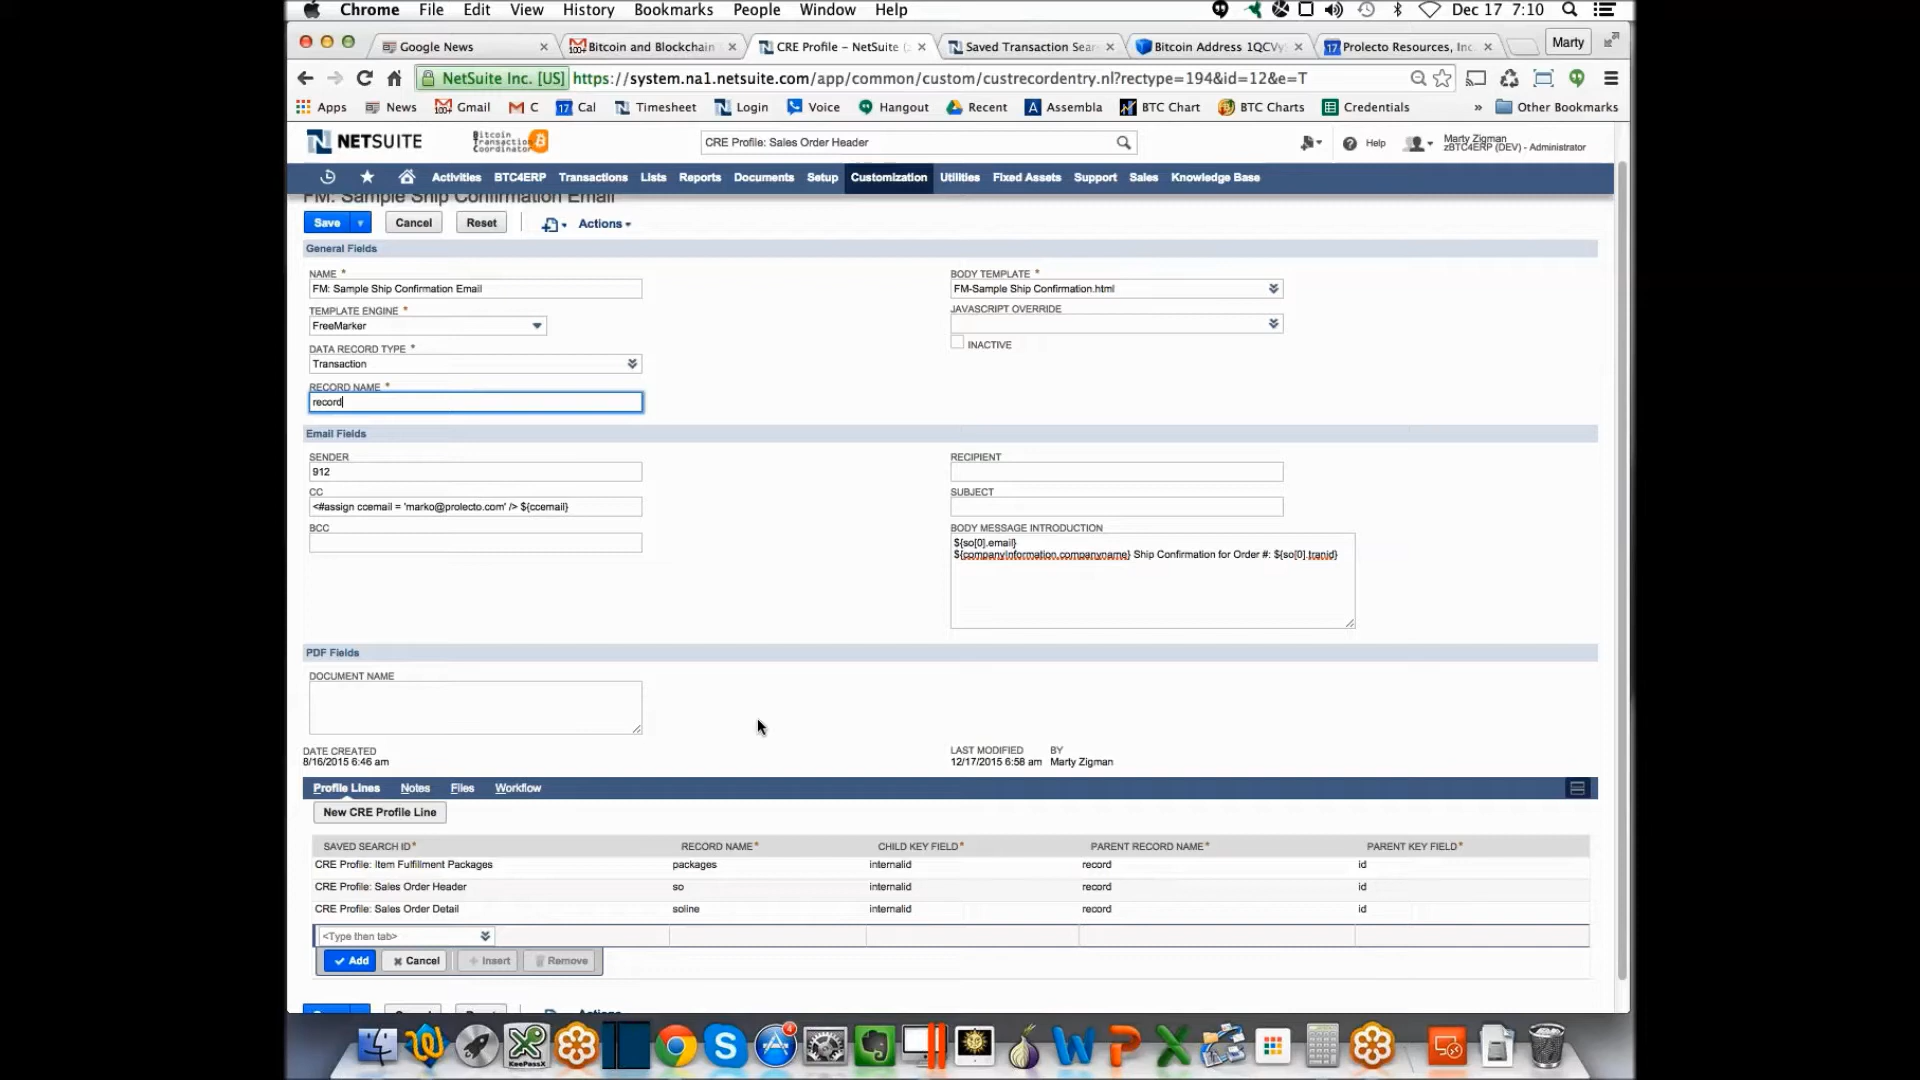 Chrome File Edit View History Bookmarks People Window Help Dec 17 7:10
Google News Bitcoin and Blockchain CRE Profile – NetSuite ( Saved Transaction Sear Bitcoin Address 1QCVy Prolecto Resources, Inc. Marty
NetSuite Inc. [US] https://system.na1.netsuite.com/app/common/custom/custrecordentry.nl?rectype=194&id=12&e=T
Apps News Gmail C Cal Timesheet Login Voice Hangout Recent Assembla BTC Chart BTC Charts Credentials » Other Bookmarks
NETSUITE Bitcoin Transaction Coordinator CRE Profile: Sales Order Header Help Marty Zigman
zBTC4ERP (DEV) - Administrator
Activities BTC4ERP Transactions Lists Reports Documents Setup Customization Utilities Fixed Assets Support Sales Knowledge Base
FM: Sample Ship Confirmation Email
Save Cancel Reset Actions
General Fields
NAME * BODY TEMPLATE *
FM: Sample Ship Confirmation Email FM-Sample Ship Confirmation.html
TEMPLATE ENGINE * JAVASCRIPT OVERRIDE
FreeMarker
INACTIVE
DATA RECORD TYPE *
Transaction
RECORD NAME *
record
Email Fields
SENDER RECIPIENT
912
CC SUBJECT
<#assign ccemail = 'marko@prolecto.com' /> ${ccemail}
BCC BODY MESSAGE INTRODUCTION
${so[0].email}
${companyinformation.companyname} Ship Confirmation for Order #: ${so[0].tranid}
PDF Fields
DOCUMENT NAME
DATE CREATED LAST MODIFIED BY
8/16/2015 6:46 am 12/17/2015 6:58 am Marty Zigman
Profile Lines Notes Files Workflow
New CRE Profile Line
SAVED SEARCH ID* RECORD NAME* CHILD KEY FIELD* PARENT RECORD NAME* PARENT KEY FIELD*
CRE Profile: Item Fulfillment Packages packages internalid record id
CRE Profile: Sales Order Header so internalid record id
CRE Profile: Sales Order Detail soline internalid record id
<Type then tab>
Add Cancel Insert Remove
Actions
KeePassX
4